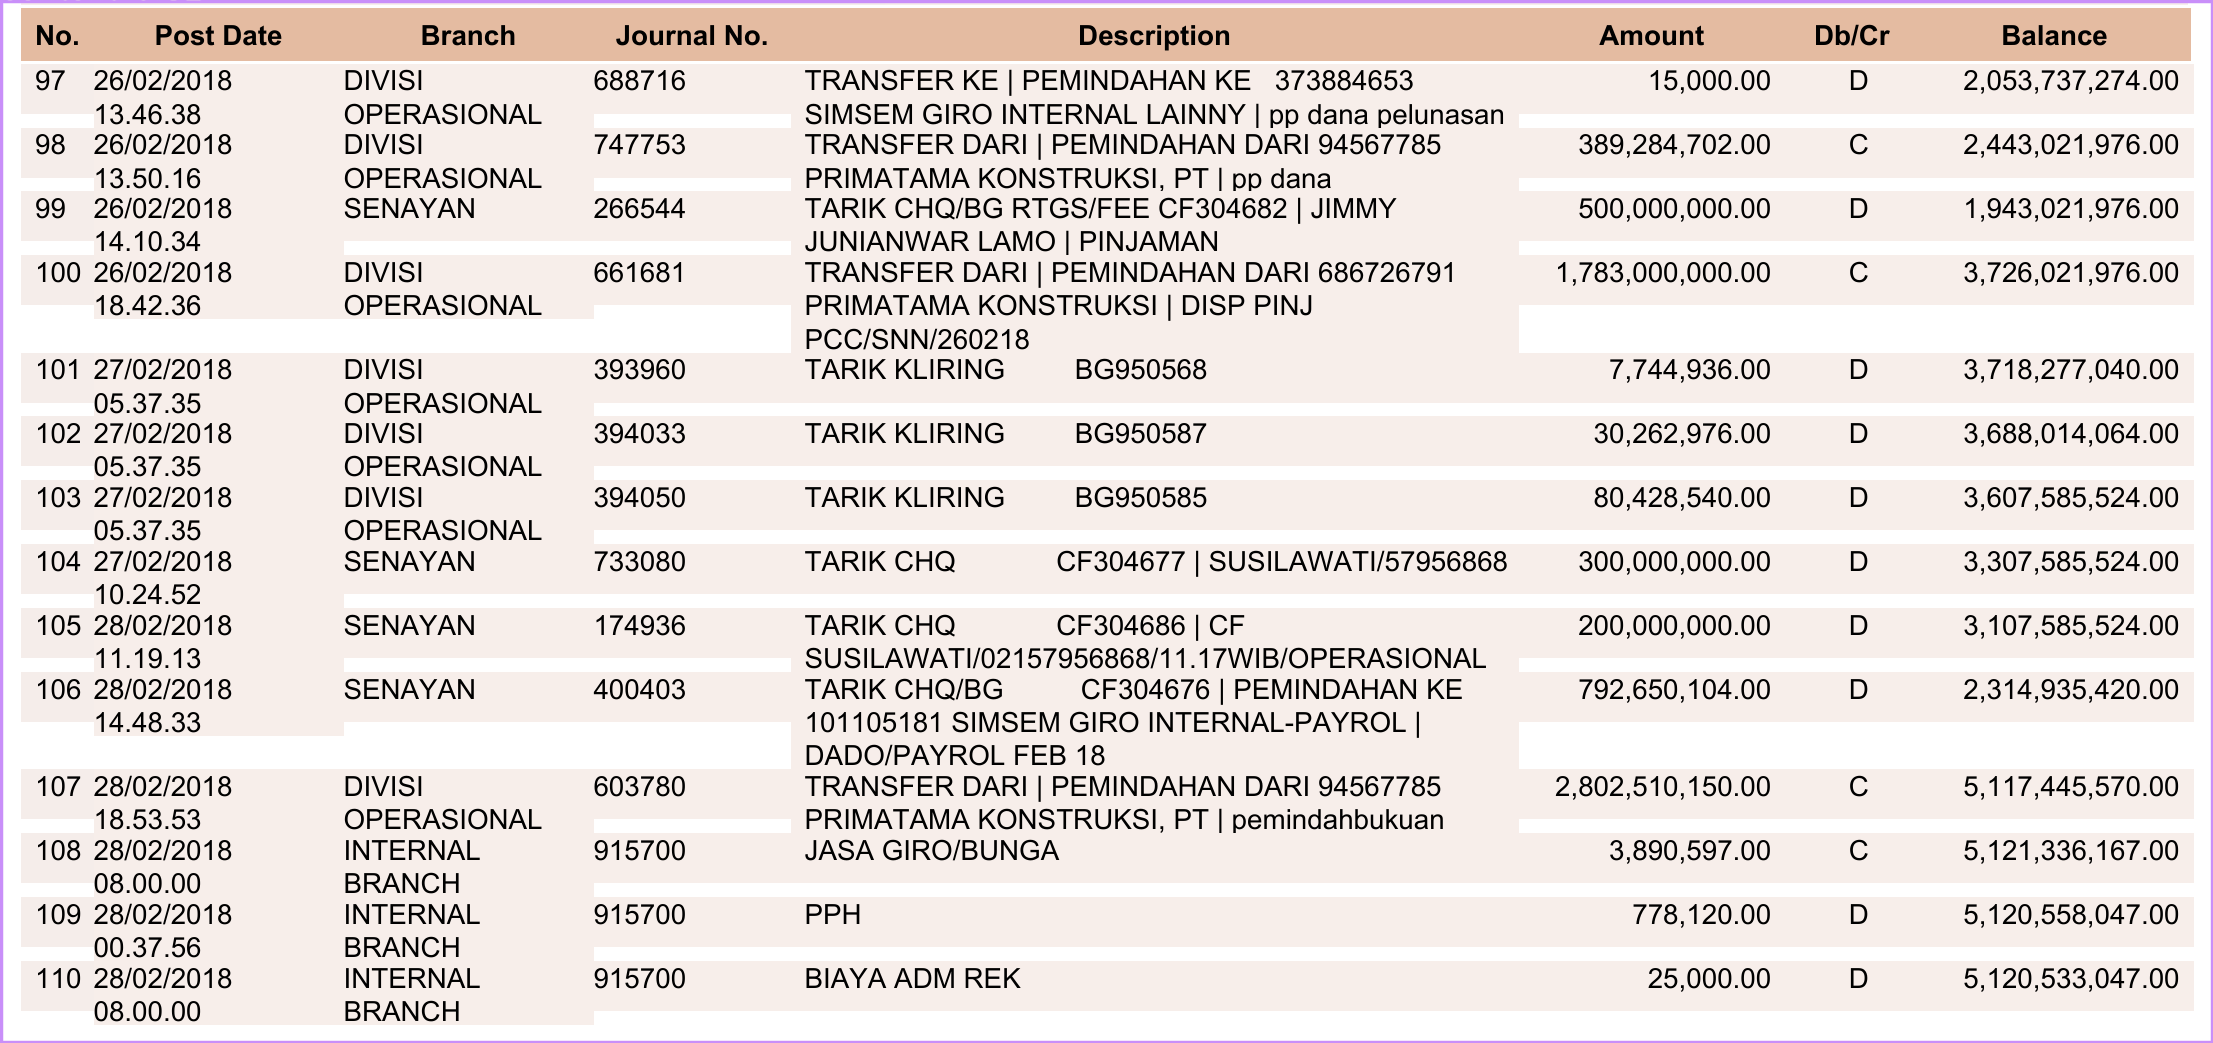 No. Post Date Branch Journal No. Description Amount Db/Cr Balance
97 26/02/2018 DIVISI 688716 TRANSFER KE | PEMINDAHAN KE 373884653 15,000.00 D 2,053,737,274.00
13.46.38 OPERASIONAL SIMSEM GIRO INTERNAL LAINNY | pp dana pelunasan
98 26/02/2018 DIVISI 747753 TRANSFER DARI | PEMINDAHAN DARI 94567785 389,284,702.00 C 2,443,021,976.00
13.50.16 OPERASIONAL PRIMATAMA KONSTRUKSI, PT | pp dana
99 26/02/2018 SENAYAN 266544 TARIK CHQ/BG RTGS/FEE CF304682 | JIMMY 500,000,000.00 D 1,943,021,976.00
14.10.34 JUNIANWAR LAMO | PINJAMAN
100 26/02/2018 DIVISI 661681 TRANSFER DARI | PEMINDAHAN DARI 686726791 1,783,000,000.00 C 3,726,021,976.00
18.42.36 OPERASIONAL PRIMATAMA KONSTRUKSI | DISP PINJ
PCC/SNN/260218
101 27/02/2018 DIVISI 393960 TARIK KLIRING BG950568 7,744,936.00 D 3,718,277,040.00
05.37.35 OPERASIONAL
102 27/02/2018 DIVISI 394033 TARIK KLIRING BG950587 30,262,976.00 D 3,688,014,064.00
05.37.35 OPERASIONAL
103 27/02/2018 DIVISI 394050 TARIK KLIRING BG950585 80,428,540.00 D 3,607,585,524.00
05.37.35 OPERASIONAL
104 27/02/2018 SENAYAN 733080 TARIK CHQ CF304677 | SUSILAWATI/57956868 300,000,000.00 D 3,307,585,524.00
10.24.52
105 28/02/2018 SENAYAN 174936 TARIK CHQ CF304686 | CF 200,000,000.00 D 3,107,585,524.00
11.19.13 SUSILAWATI/02157956868/11.17WIB/OPERASIONAL
106 28/02/2018 SENAYAN 400403 TARIK CHQ/BG CF304676 | PEMINDAHAN KE 792,650,104.00 D 2,314,935,420.00
14.48.33 101105181 SIMSEM GIRO INTERNAL-PAYROL |
DADO/PAYROL FEB 18
107 28/02/2018 DIVISI 603780 TRANSFER DARI | PEMINDAHAN DARI 94567785 2,802,510,150.00 C 5,117,445,570.00
18.53.53 OPERASIONAL PRIMATAMA KONSTRUKSI, PT | pemindahbukuan
108 28/02/2018 INTERNAL 915700 JASA GIRO/BUNGA 3,890,597.00 C 5,121,336,167.00
08.00.00 BRANCH
109 28/02/2018 INTERNAL 915700 PPH 778,120.00 D 5,120,558,047.00
00.37.56 BRANCH
110 28/02/2018 INTERNAL 915700 BIAYA ADM REK 25,000.00 D 5,120,533,047.00
08.00.00 BRANCH